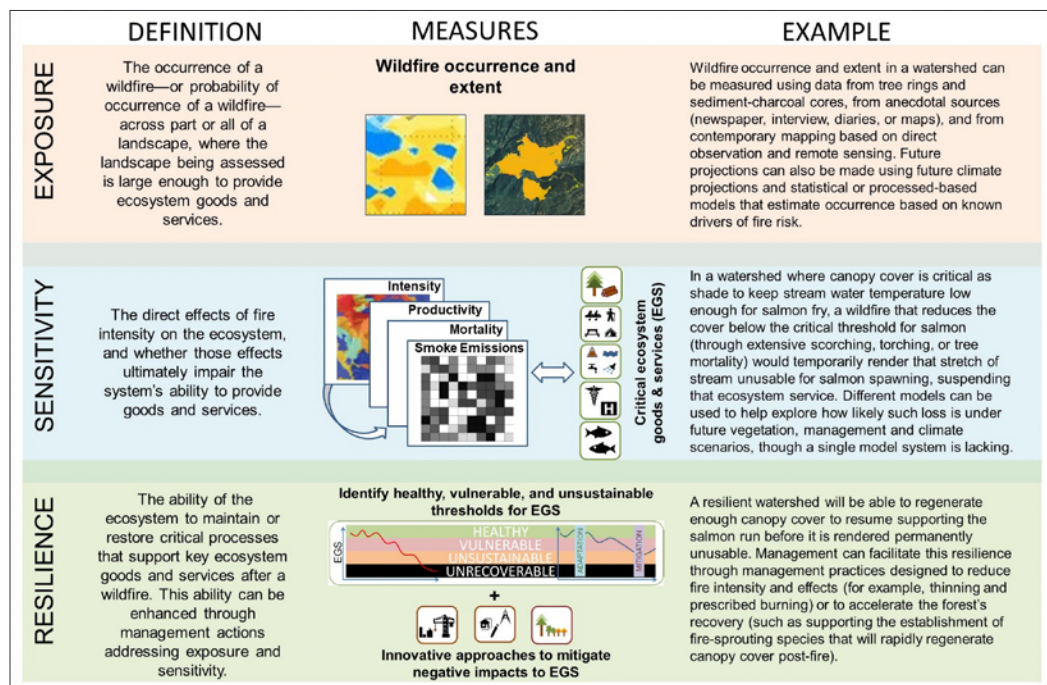 DEFINITION
MEASURES
EXAMPLE
EXPOSURE
The occurrence of a
wildfire—or probability of
occurrence of a wildfire—
across part or all of a
landscape, where the
landscape being assessed
is large enough to provide
ecosystem goods and
services.
Wildfire occurrence and
extent
Wildfire occurrence and extent in a watershed can
be measured using data from tree rings and
sediment-charcoal cores, from anecdotal sources
(newspaper, interview, diaries, or maps), and from
contemporary mapping based on direct
observation and remote sensing. Future
projections can also be made using future climate
projections and statistical or processed-based
models that estimate occurrence based on known
drivers of fire risk.
SENSITIVITY
The direct effects of fire
intensity on the ecosystem,
and whether those effects
ultimately impair the
system's ability to provide
goods and services.
Intensity
Productivity
Mortality
Smoke Emissions
H
Critical ecosystem
goods & services (EGS)
In a watershed where canopy cover is critical as
shade to keep stream water temperature low
enough for salmon fry, a wildfire that reduces the
cover below the critical threshold for salmon
(through extensive scorching, torching, or tree
mortality) would temporarily render that stretch of
stream unusable for salmon spawning, suspending
that ecosystem service. Different models can be
used to help explore how likely such loss is under
future vegetation, management and climate
scenarios, though a single model system is lacking.
RESILIENCE
The ability of the
ecosystem to maintain or
restore critical processes
that support key ecosystem
goods and services after a
wildfire. This ability can be
enhanced through
management actions
addressing exposure and
sensitivity.
Identify healthy, vulnerable, and unsustainable
thresholds for EGS
EGS
HEALTHY
VULNERABLE
UNSUSTAINABLE
UNRECOVERABLE
ADAPTATION
MITIGATION
+
Innovative approaches to mitigate
negative impacts to EGS
A resilient watershed will be able to regenerate
enough canopy cover to resume supporting the
salmon run before it is rendered permanently
unusable. Management can facilitate this resilience
through management practices designed to reduce
fire intensity and effects (for example, thinning and
prescribed burning) or to accelerate the forest's
recovery (such as supporting the establishment of
fire-sprouting species that will rapidly regenerate
canopy cover post-fire).